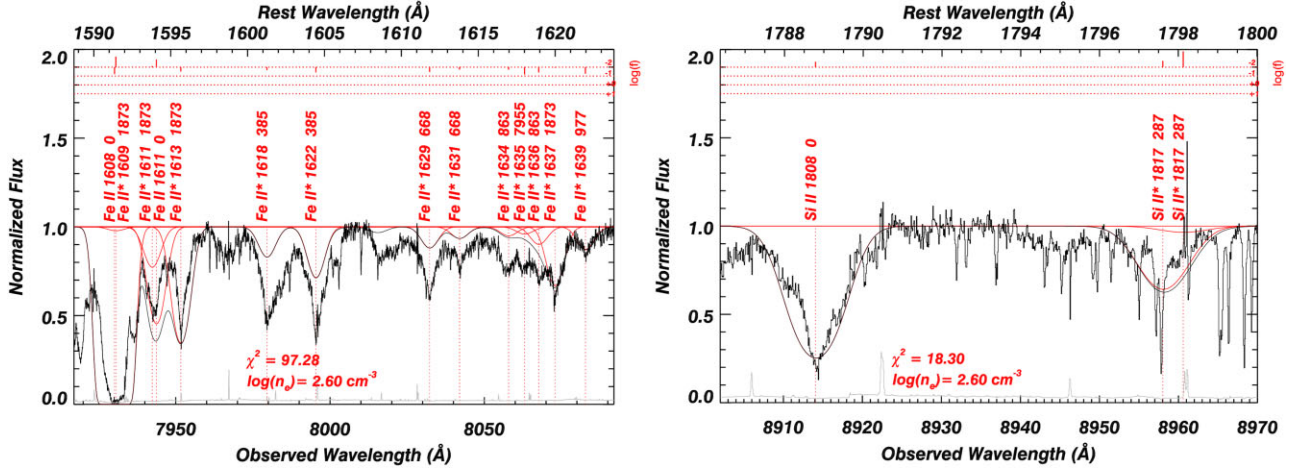 Rest Wavelength (Å)
1590 1595 1600 1605 1610 1615 1620
2.0
1.5
1.0
0.5
0.0
Normalized Flux
-2
-1
log(f)
Fe II 1608 0
Fe II* 1609 1873
Fe II* 1611 1873
Fe II 1611 0
Fe II* 1613 1873
Fe II* 1618 385
Fe II* 1622 385
Fe II* 1629 668
Fe II* 1631 668
Fe II* 1634 863
Fe II* 1635 7955
Fe II* 1636 863
Fe II* 1637 1873
Fe II* 1639 977
χ² = 97.28
log(nₑ)= 2.60 cm⁻³
7950 8000 8050
Observed Wavelength (Å)
Rest Wavelength (Å)
1788 1790 1792 1794 1796 1798 1800
2.0
1.5
1.0
0.5
0.0
Normalized Flux
-2
-1
log(f)
Si II 1808 0
Si II* 1817 287
Si II* 1817 287
χ² = 18.30
log(nₑ)= 2.60 cm⁻³
8910 8920 8930 8940 8950 8960 8970
Observed Wavelength (Å)